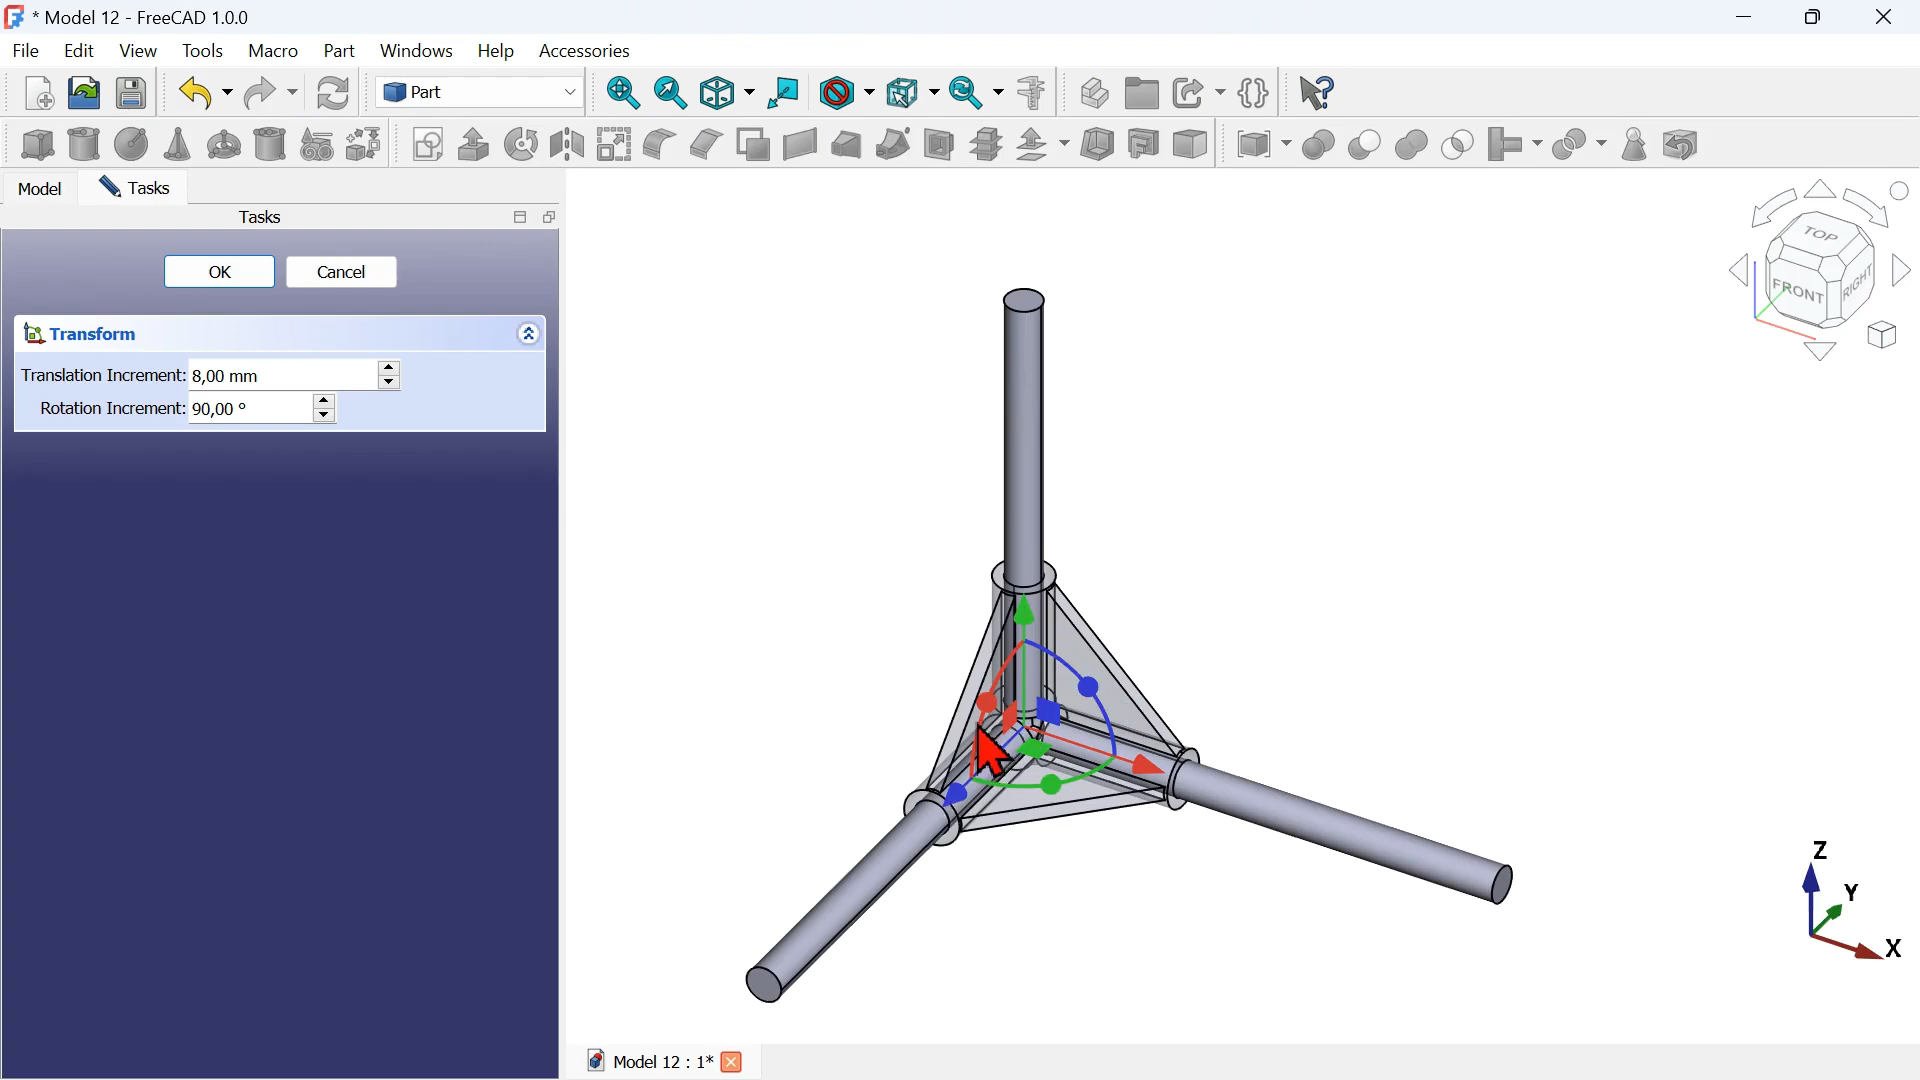 * Model 12 - FreeCAD 1.0.0
File Edit View Tools Macro Part Windows Help Accessories
Part
Model Tasks
Tasks
OK Cancel
Transform
Translation Increment: 8,00 mm
Rotation Increment: 90,00 °
TOP
FRONT RIGHT
Z
Y
X
Model 12 : 1*